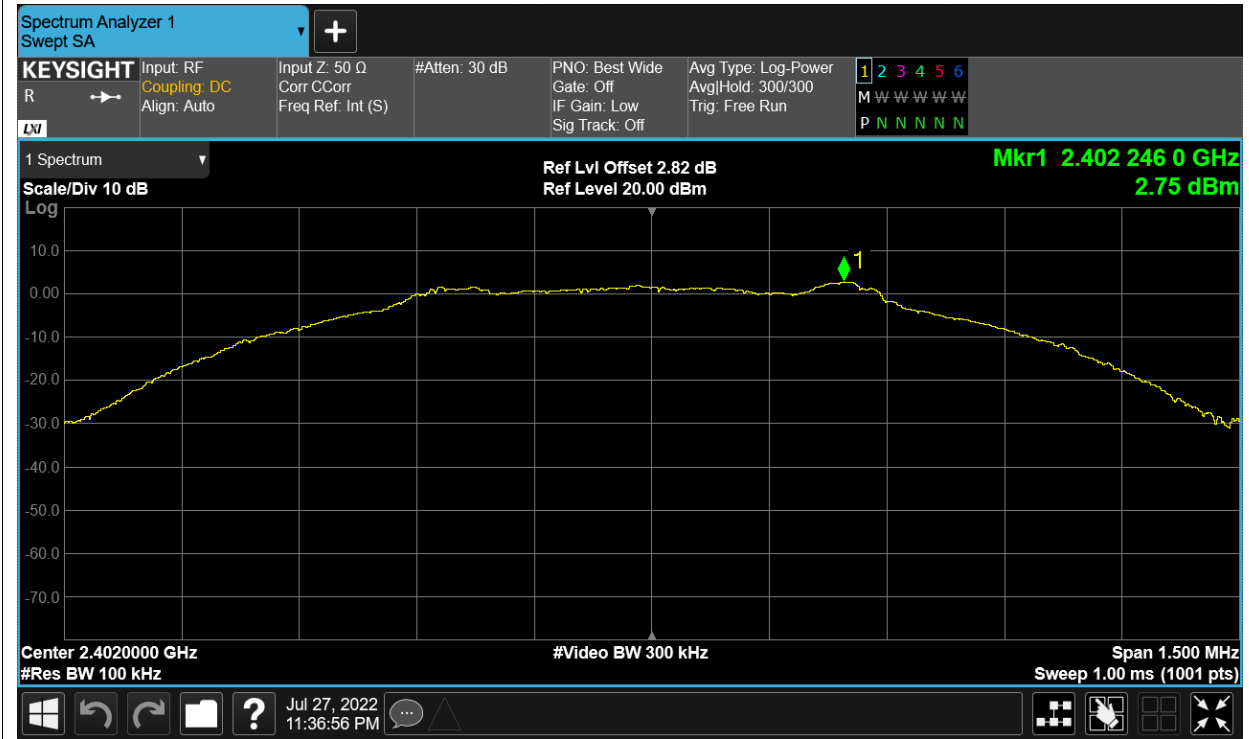 Spectrum Analyzer 1
Swept SA
KEYSIGHT
R
LXI
Input: RF
Coupling: DC
Align: Auto
Input Z: 50 Ω
Corr CCorr
Freq Ref: Int (S)
#Atten: 30 dB
PNO: Best Wide
Gate: Off
IF Gain: Low
Sig Track: Off
Avg Type: Log-Power
Avg|Hold: 300/300
Trig: Free Run
1 2 3 4 5 6
M W W W W W W
P N N N N N N
1 Spectrum
Scale/Div 10 dB
Log
Ref Lvl Offset 2.82 dB
Ref Level 20.00 dBm
Mkr1 2.402 246 0 GHz
2.75 dBm
1
10.0
0.00
-10.0
-20.0
-30.0
-40.0
-50.0
-60.0
-70.0
Center 2.4020000 GHz
#Res BW 100 kHz
#Video BW 300 kHz
Span 1.500 MHz
Sweep 1.00 ms (1001 pts)
?
Jul 27, 2022
11:36:56 PM